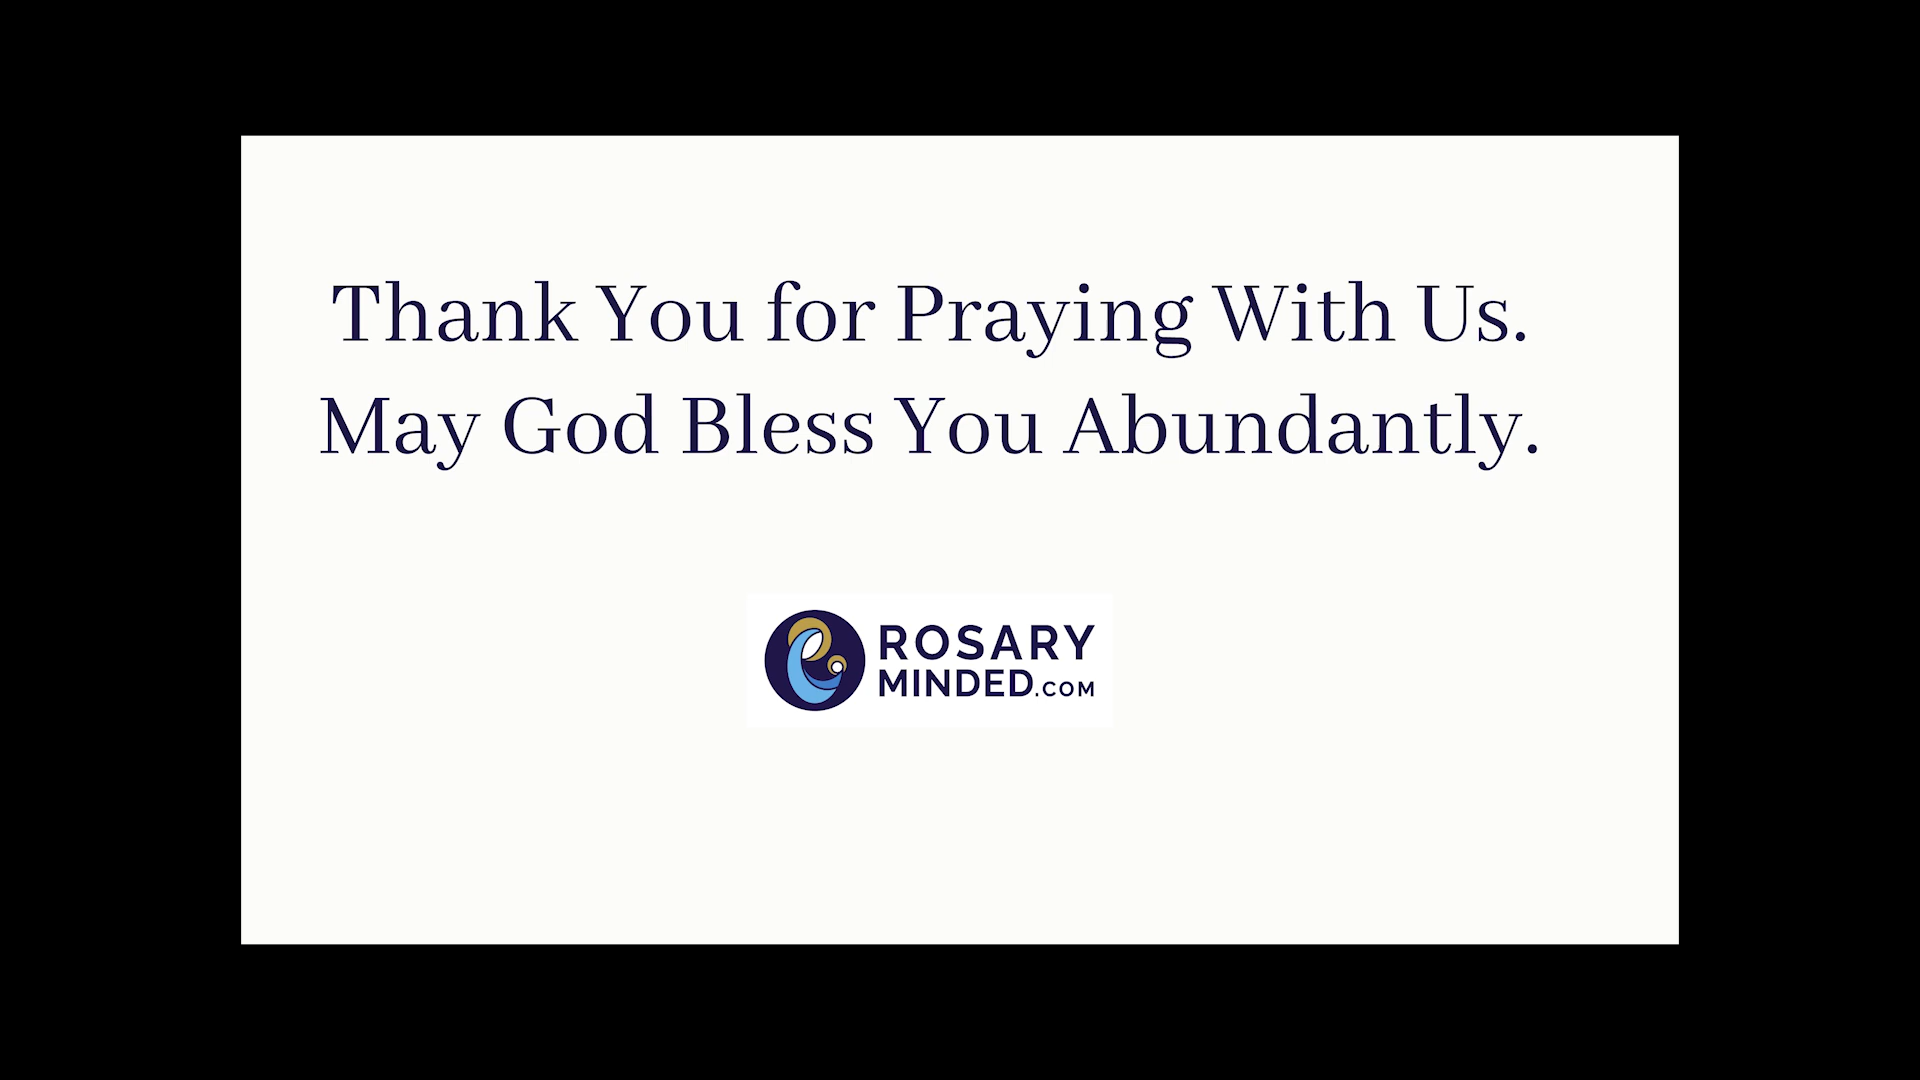 Thank You for Praying With Us.
May God Bless You Abundantly.
ROSARY
MINDED.COM